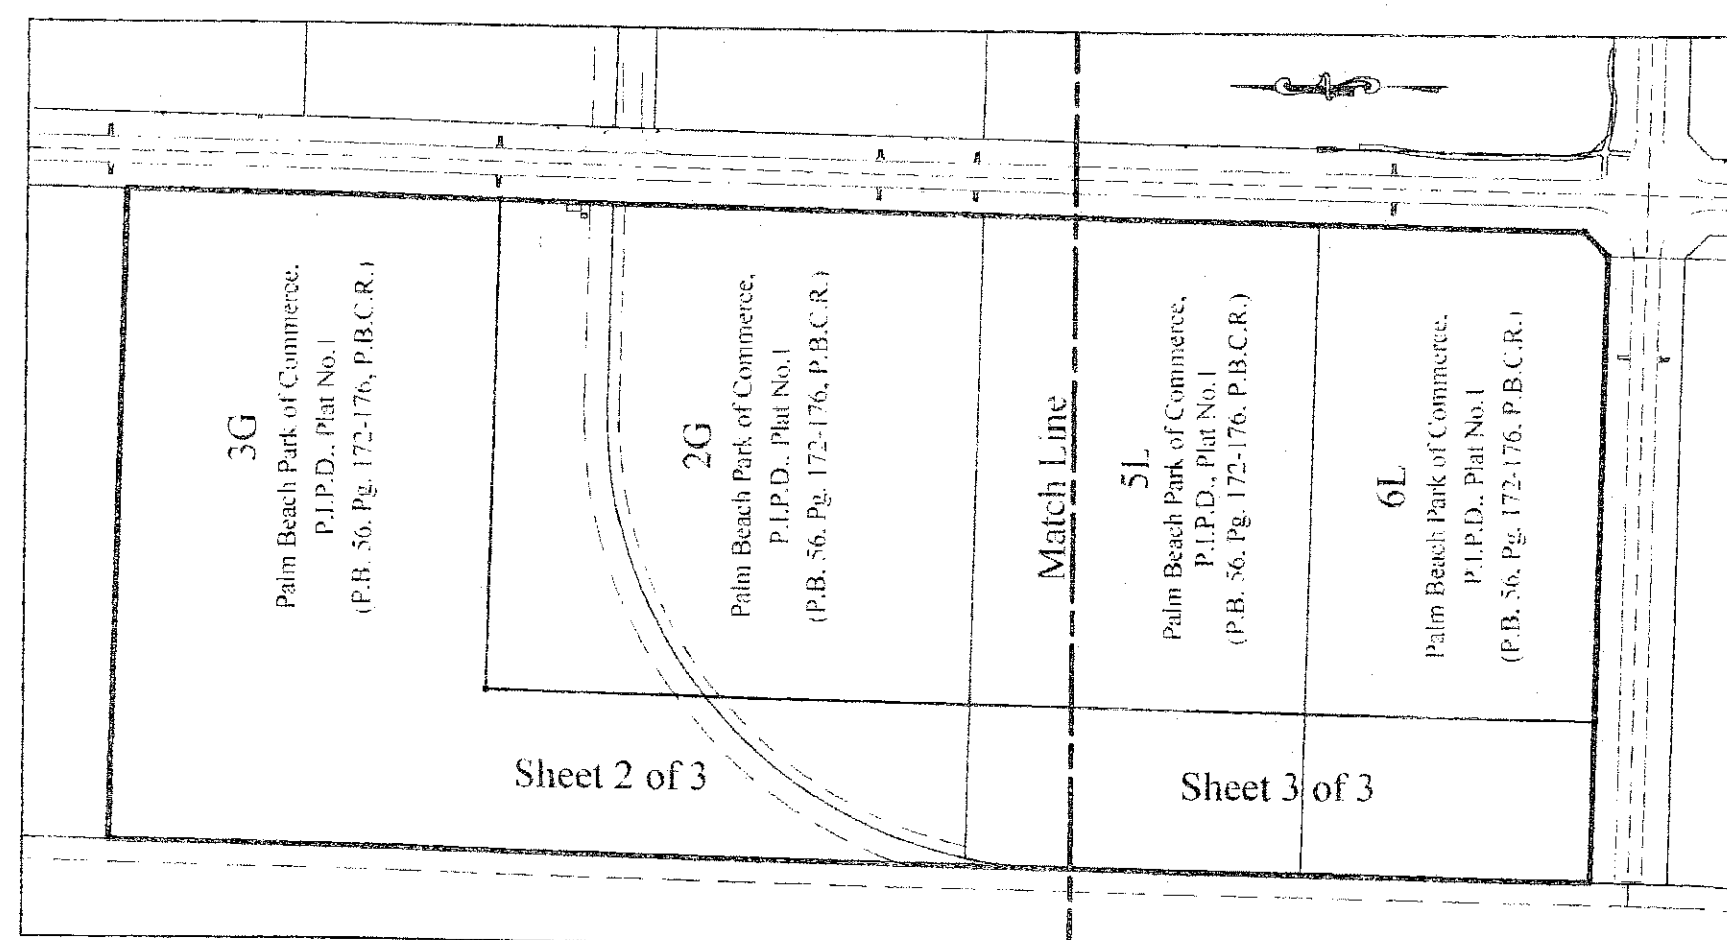 3G
Palm Beach Park of Commerce,
P.I.P.D., Plat No.1
(P.B. 56, Pg. 172-176, P.B.C.R.)
2G
Palm Beach Park of Commerce,
P.I.P.D., Plat No.1
(P.B. 56, Pg. 172-176, P.B.C.R.)
Match Line
5L
Palm Beach Park of Commerce,
P.I.P.D., Plat No.1
(P.B. 56, Pg. 172-176, P.B.C.R.)
6L
Palm Beach Park of Commerce,
P.I.P.D., Plat No.1
(P.B. 56, Pg. 172-176, P.B.C.R.)
Sheet 2 of 3
Sheet 3 of 3